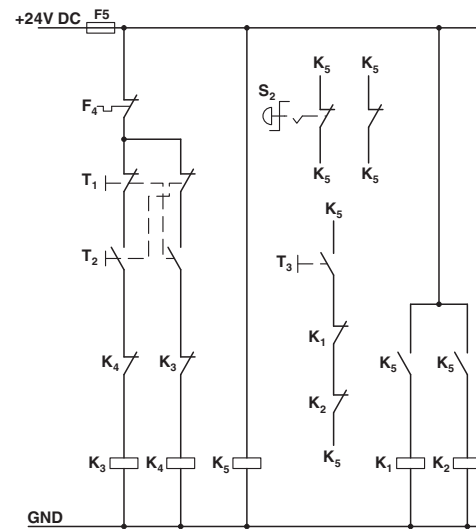 +24V DC F5
K5 K5
S2
F4
K5 K5
T1
K5
T2
T3
K1
K4 K3 K5 K5
K2
K3 K4 K5 K5 K1 K2
GND